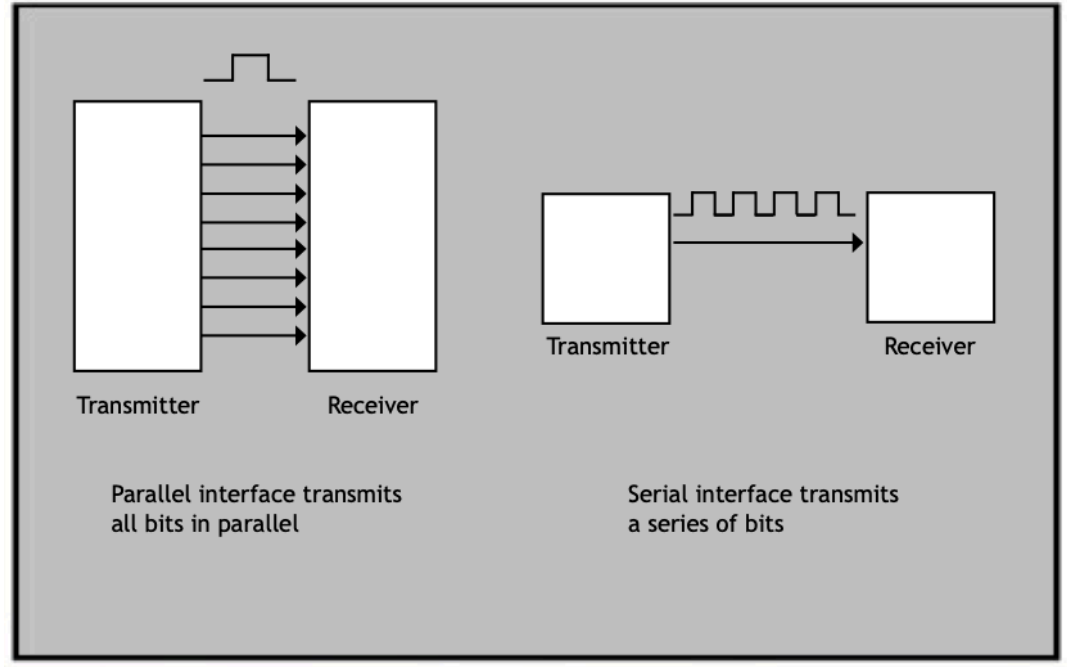 Transmitter
Receiver
Parallel interface transmits
all bits in parallel
Transmitter
Receiver
Serial interface transmits
a series of bits